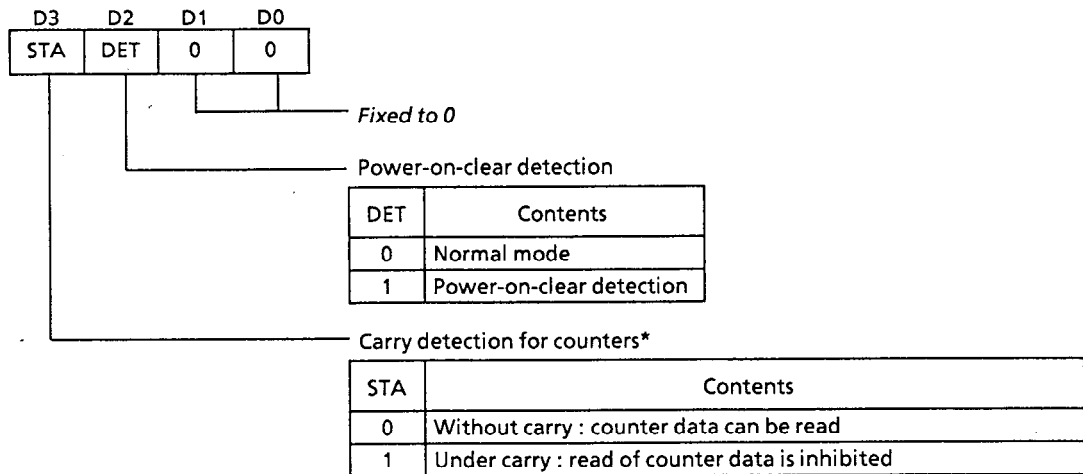 D3 D2 D1 D0
STA DET 0 0
Fixed to 0
Power-on-clear detection
DET Contents
0 Normal mode
1 Power-on-clear detection
Carry detection for counters*
STA Contents
0 Without carry : counter data can be read
1 Under carry : read of counter data is inhibited